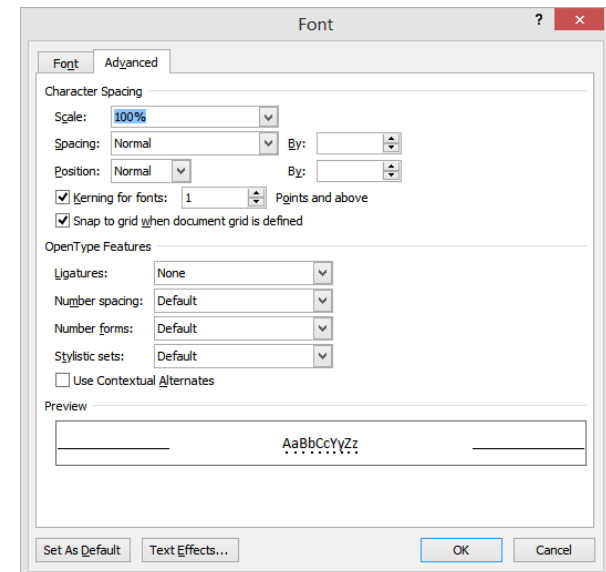 Font ?
Font Advanced
Character Spacing
Scale: 100%
Spacing: Normal By:
Position: Normal By:
Kerning for fonts: 1 Points and above
Snap to grid when document grid is defined
OpenType Features
Ligatures: None
Number spacing: Default
Number forms: Default
Stylistic sets: Default
Use Contextual Alternates
Preview
AaBbCcYyZz
Set As Default Text Effects... OK Cancel